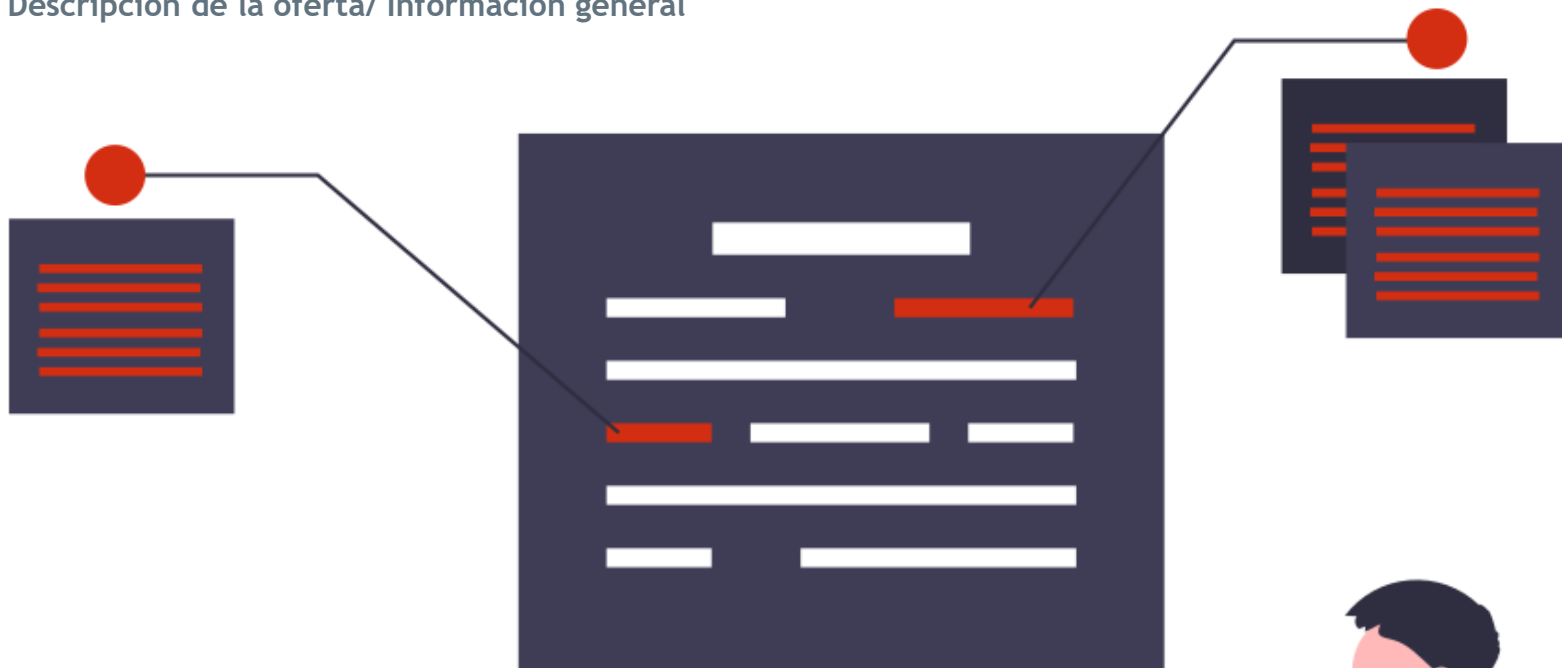 Descripción de la oferta/ Información general